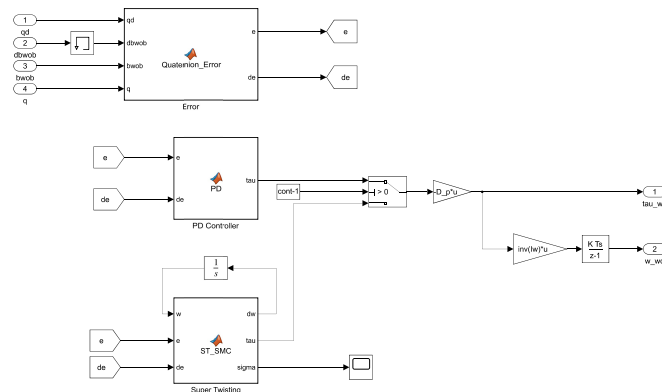 1
qd
qd
2
dbwob
dbwob
3
bwob
bwob
4
q
q
Quaternion_Error
e
de
Error
e
de
e
de
e
de
PD
tau
PD Controller
cont-1
> 0
-D_p*u
1
tau_w
inv(Iw)*u
K Ts
z-1
2
w_wo
1
s
w
e
de
ST_SMC
dw
tau
sigma
e
de
Super Twisting